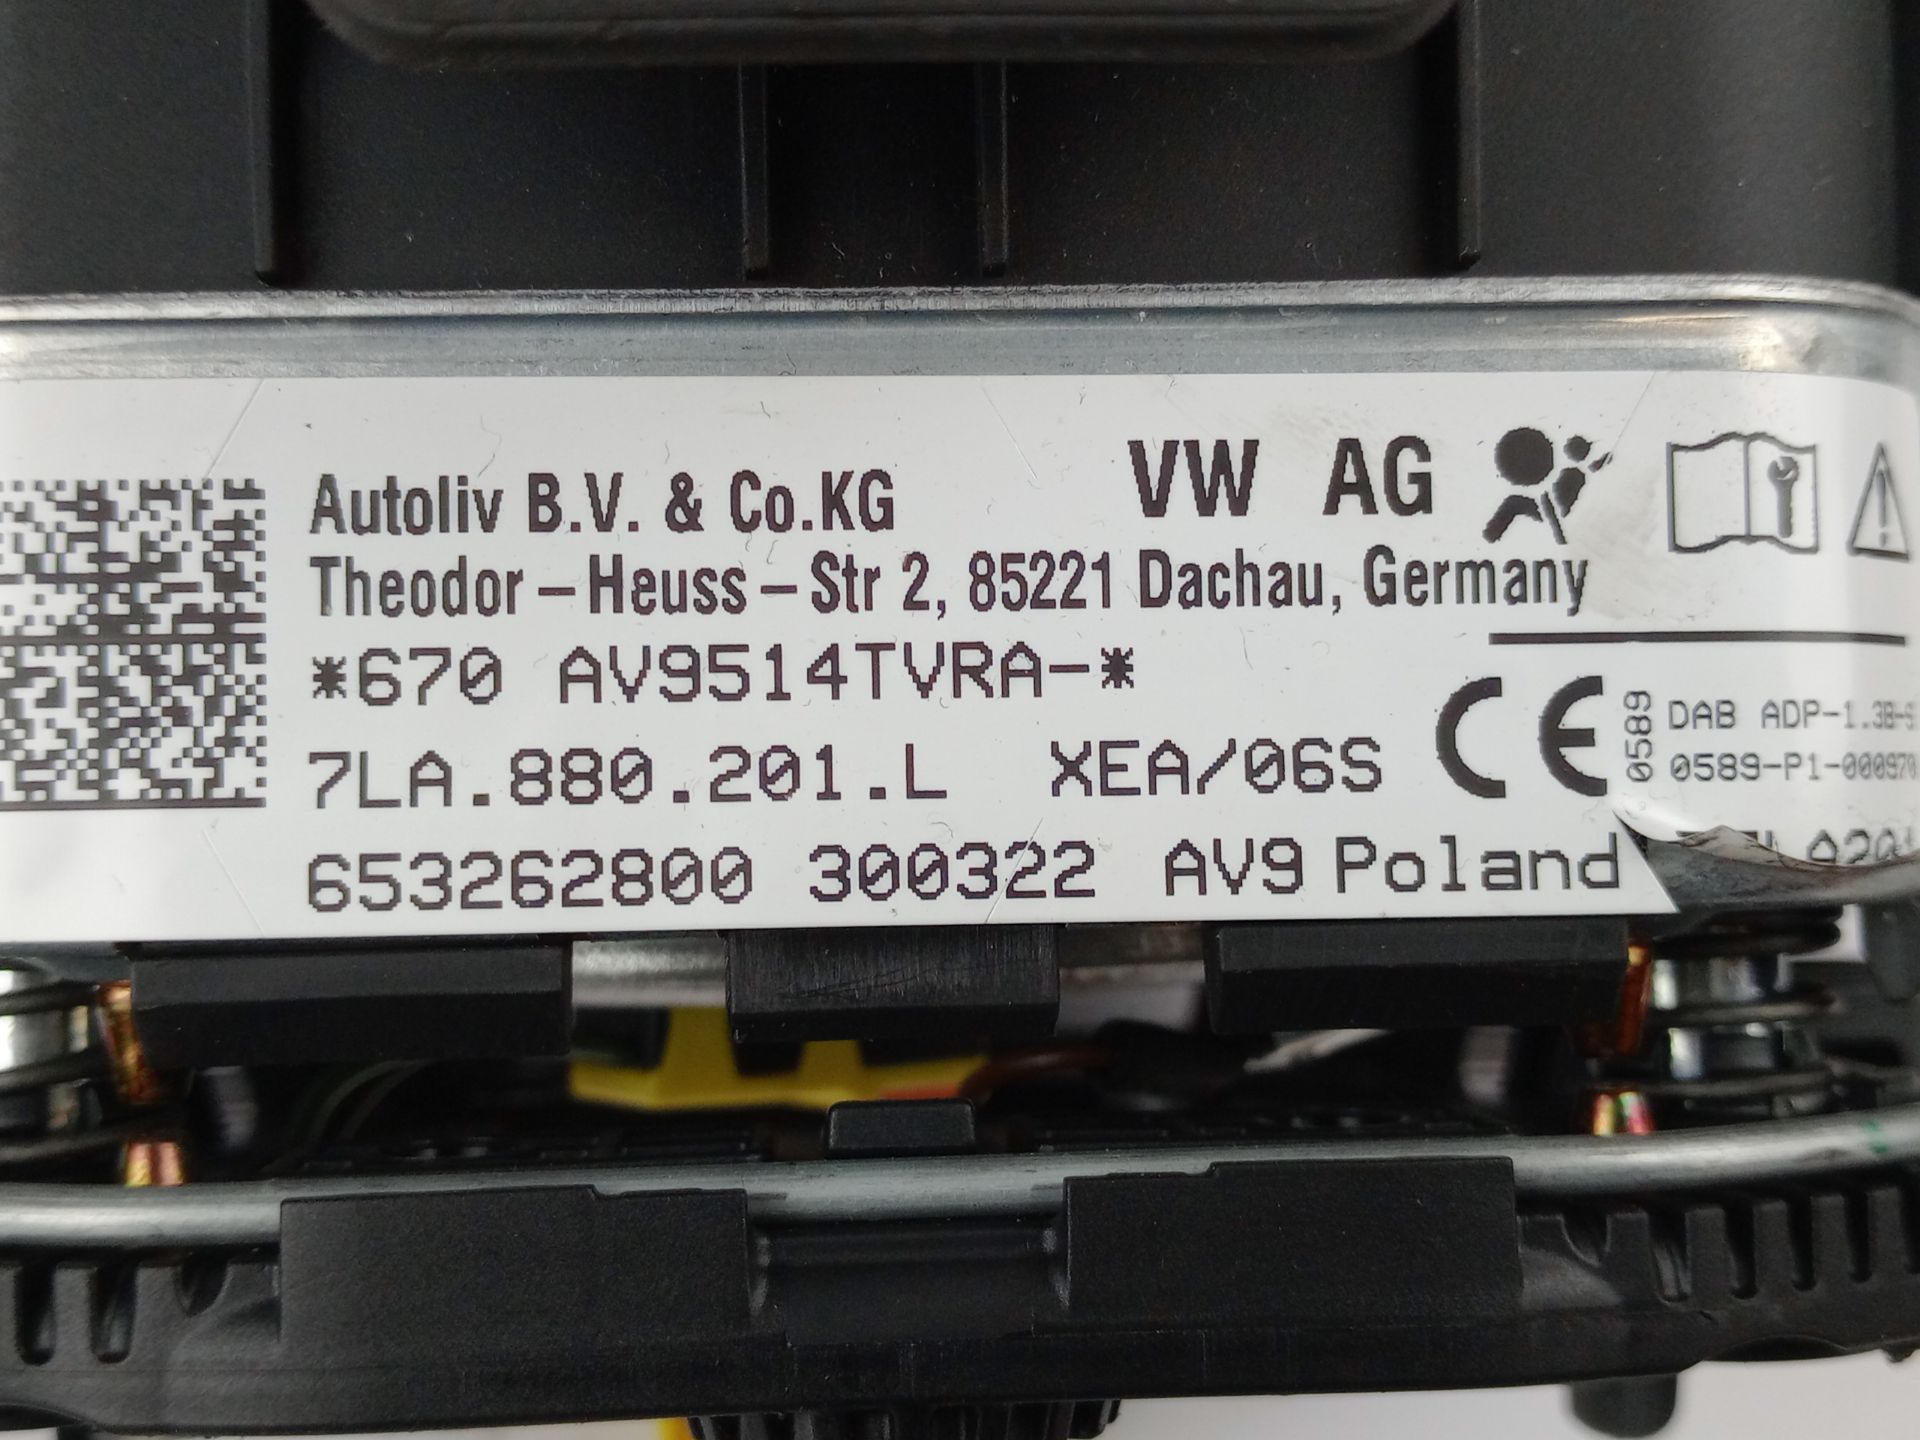 Autoliv B.V. & Co.KG
VW AG
Theodor-Heuss-Str 2, 85221 Dachau, Germany
*670 AV9514TVRA-*
7LA.880.201.L XEA/06S
0589
DAB ADP-1.3B-
0589-P1-000970
653262800 300322 AV9 Poland